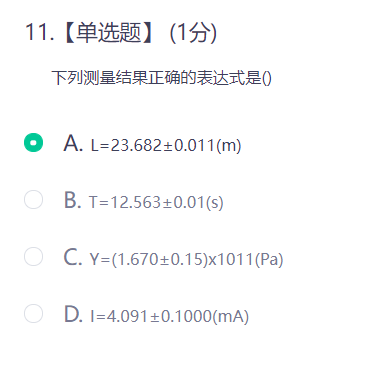 11.【单选题】 (1分)
下列测量结果正确的表达式是()
A. L=23.682±0.011(m)
B. T=12.563±0.01(s)
C. Y=(1.670±0.15)x1011(Pa)
D. I=4.091±0.1000(mA)